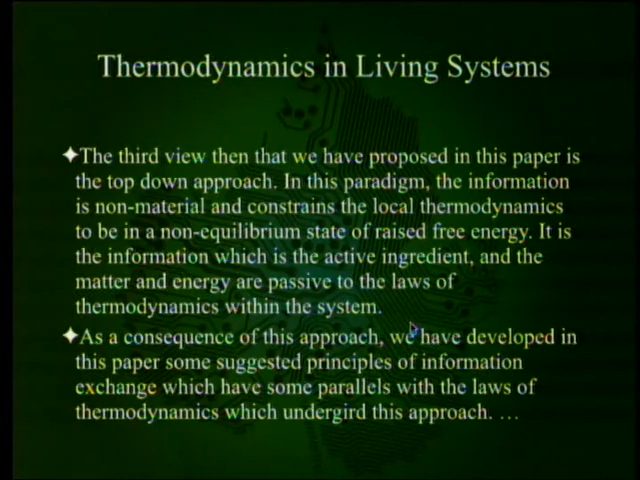 Thermodynamics in Living Systems
The third view then that we have proposed in this paper is
the top down approach. In this paradigm, the information
is non-material and constrains the local thermodynamics
to be in a non-equilibrium state of raised free energy. It is
the information which is the active ingredient, and the
matter and energy are passive to the laws of
thermodynamics within the system.
As a consequence of this approach, we have developed in
this paper some suggested principles of information
exchange which have some parallels with the laws of
thermodynamics which undergird this approach. …